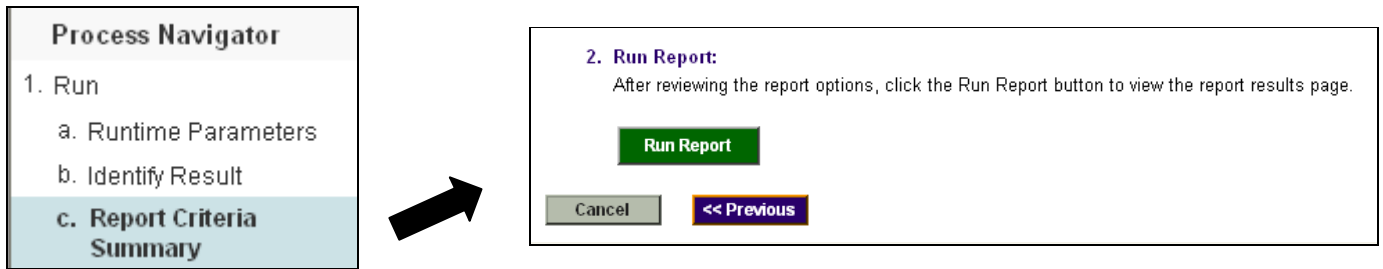 Process Navigator
1. Run
a. Runtime Parameters
b. Identify Result
c. Report Criteria
Summary
2. Run Report:
After reviewing the report options, click the Run Report button to view the report results page.
Run Report
Cancel
<< Previous